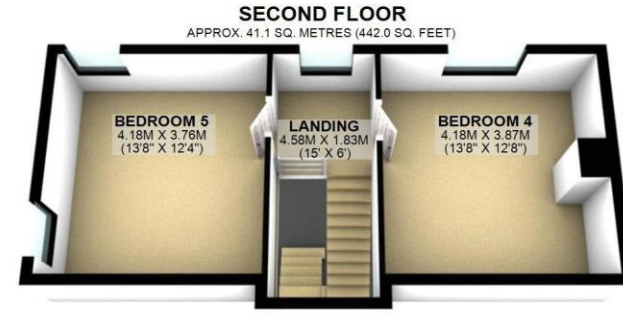 SECOND FLOOR
APPROX. 41.1 SQ. METRES (442.0 SQ. FEET)
BEDROOM 5
4.18M X 3.76M
(13'8" X 12'4")
LANDING
4.58M X 1.83M
(15' X 6')
BEDROOM 4
4.18M X 3.87M
(13'8" X 12'8")